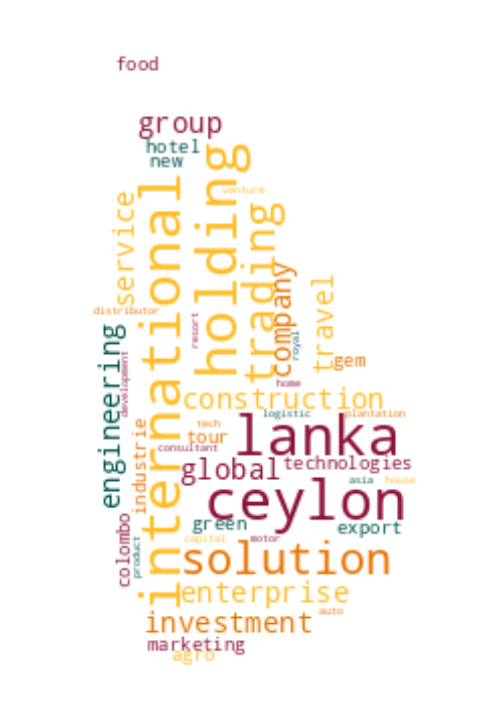 food
group
hotel
new
holding
international
venture
service
trading
company
travel
distributor
resort
royal
engineering
development
gem
home
construction
logistic
plantation
industrie
tech
tour
lanka
consultant
global
technologies
asia
house
ceylon
colombo
green
export
product
capital
motor
solution
enterprise
auto
investment
marketing
agro